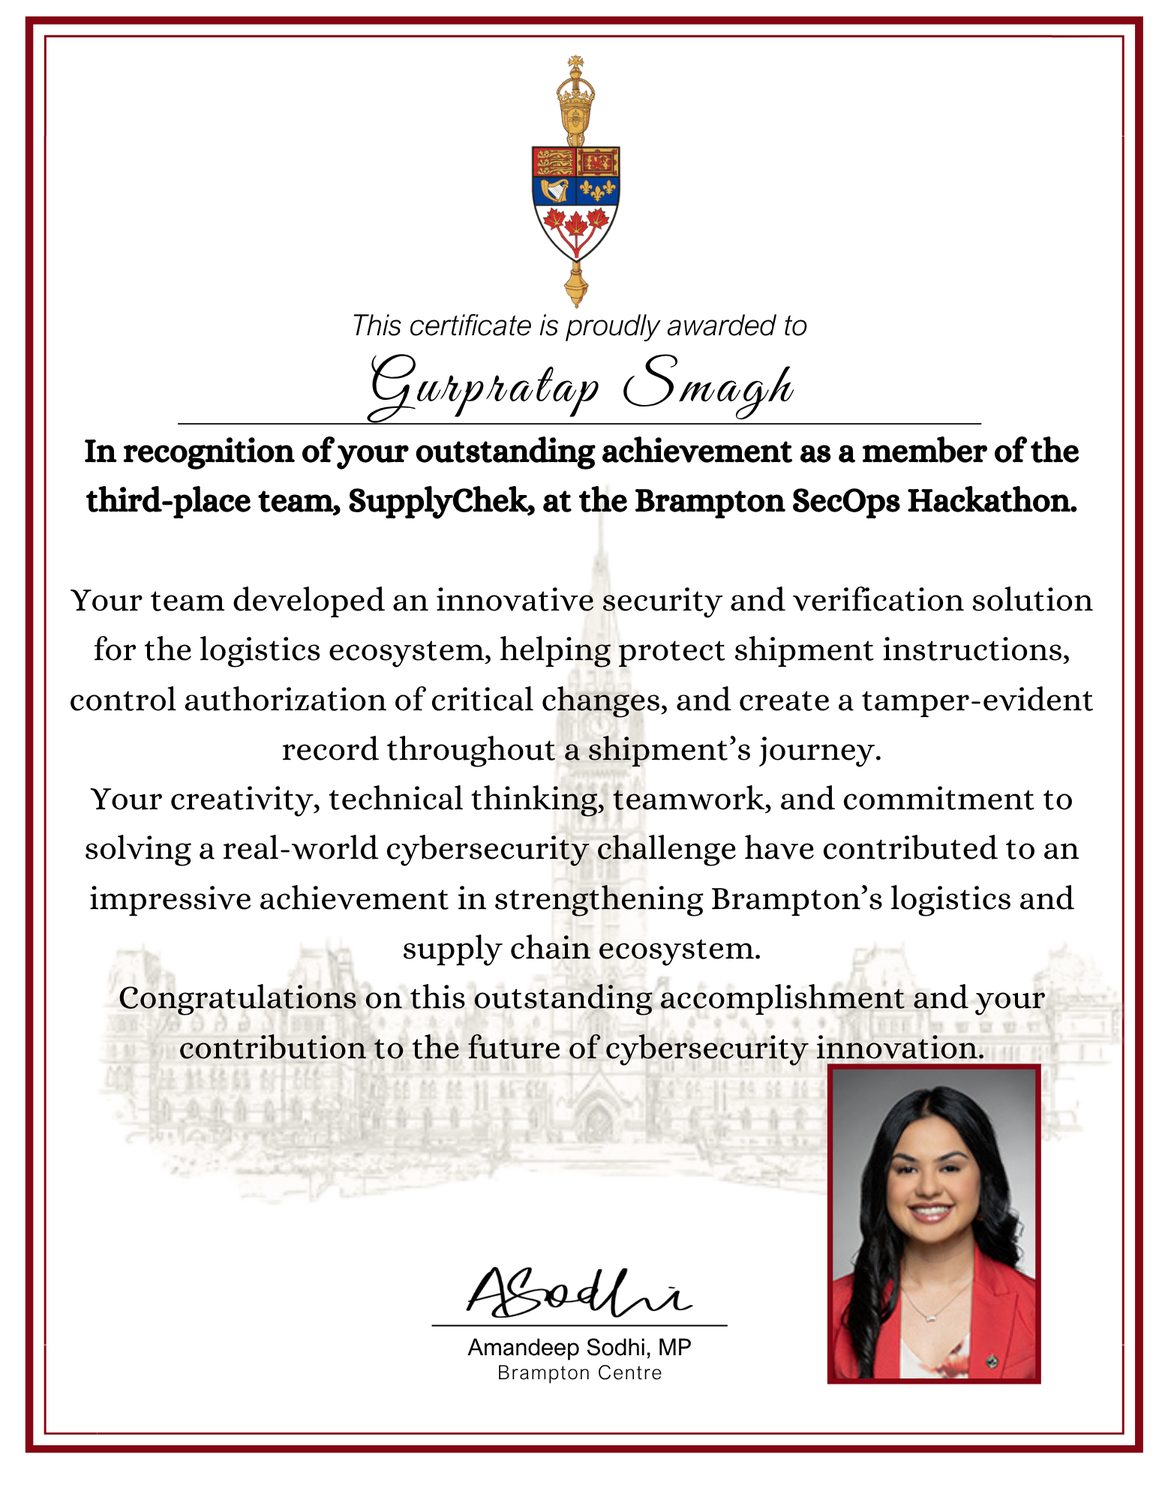 This certificate is proudly awarded to
Gurpratap Smagh
In recognition of your outstanding achievement as a member of the
third-place team, SupplyChek, at the Brampton SecOps Hackathon.
Your team developed an innovative security and verification solution
for the logistics ecosystem, helping protect shipment instructions,
control authorization of critical changes, and create a tamper-evident
record throughout a shipment’s journey.
Your creativity, technical thinking, teamwork, and commitment to
solving a real-world cybersecurity challenge have contributed to an
impressive achievement in strengthening Brampton’s logistics and
supply chain ecosystem.
Congratulations on this outstanding accomplishment and your
contribution to the future of cybersecurity innovation.
ASodhi
Amandeep Sodhi, MP
Brampton Centre